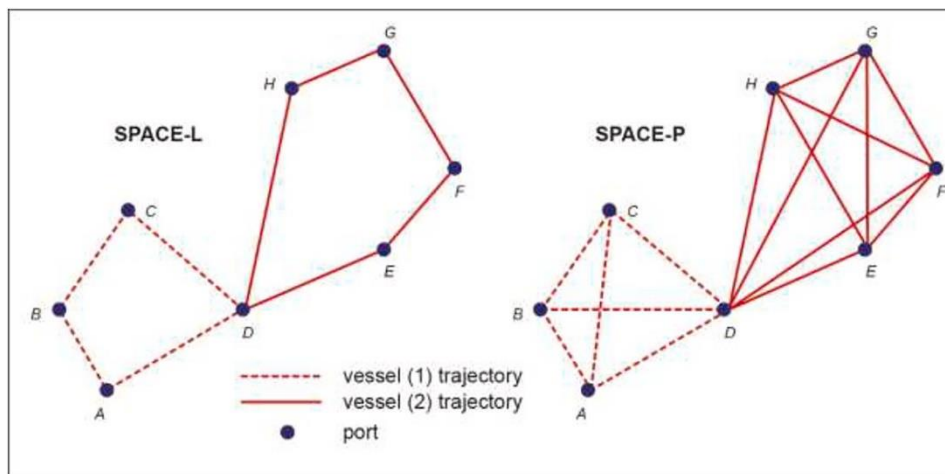 G
H
SPACE-L
F
C
E
B
D
A
G
H
SPACE-P
F
C
E
B
D
A
vessel (1) trajectory
vessel (2) trajectory
port